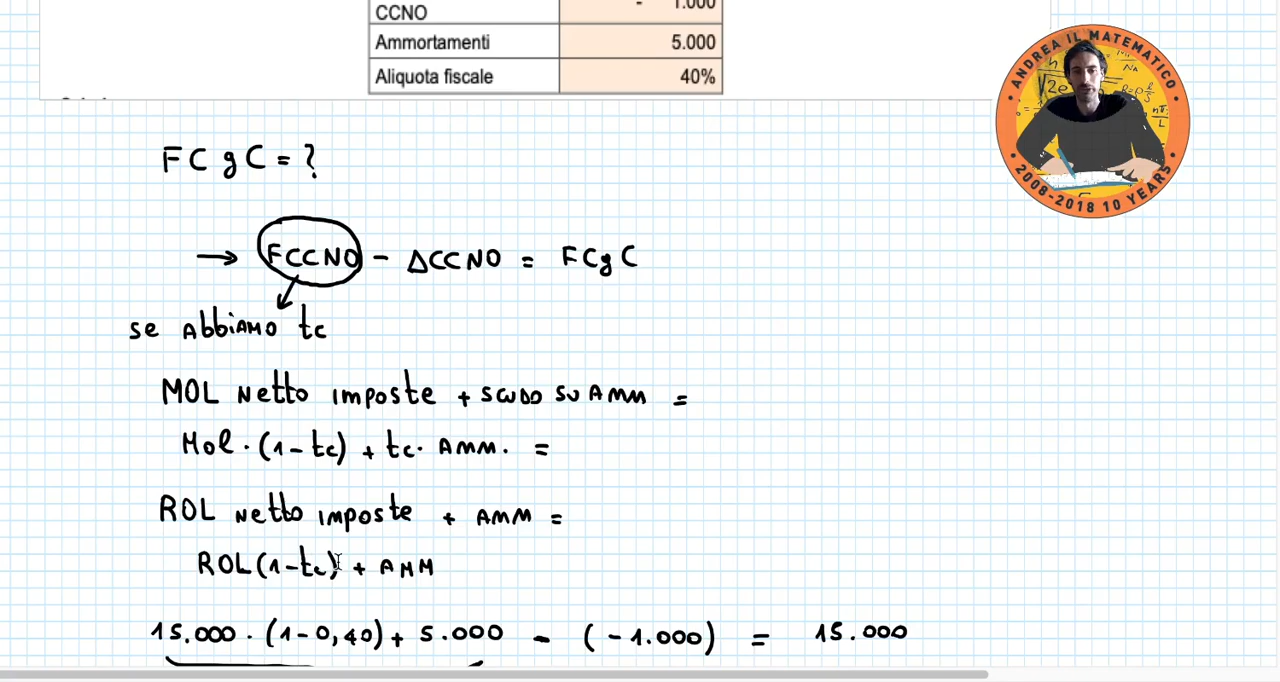 CCNO - 1.000
Ammortamenti 5.000
Aliquota fiscale 40%
ANDREA IL MATEMATICO
2008-2018 10 YEARS
FCgC = ?
→ FCCNO - ΔCCNO = FCgC
se abbiamo tc
MOL netto imposte + scudo su AMM =
Mol · (1 - tc) + tc · AMM. =
ROL netto imposte + AMM =
ROL (1 - tc) + AMM
15.000 · (1 - 0,40) + 5.000 - (-1.000) = 15.000